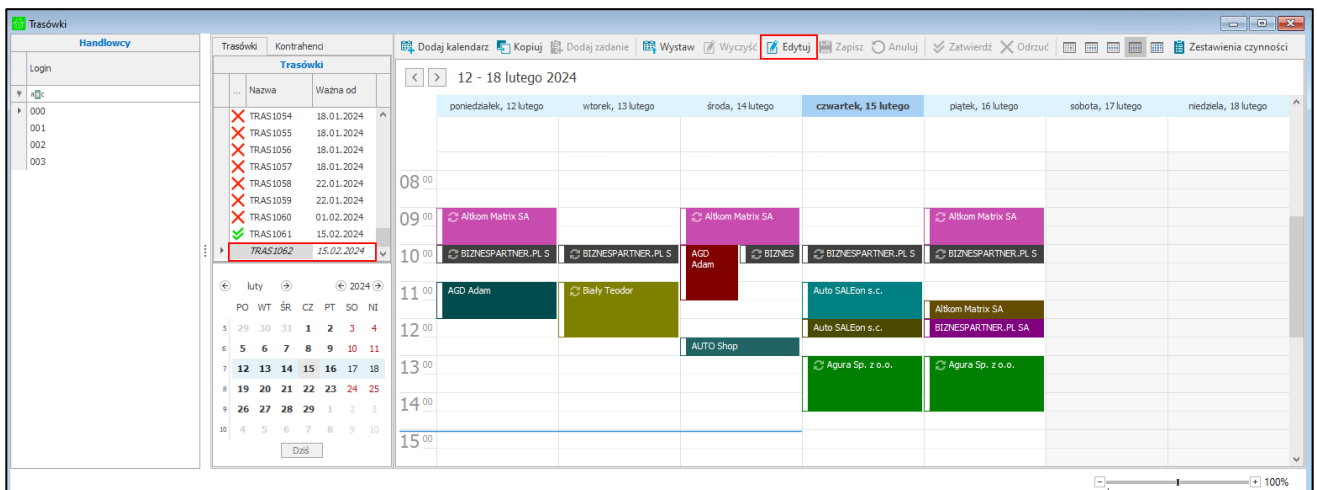 Trasówki
Handlowcy
Login
000
001
002
003
Trasówki Kontrahenci
Trasówki
... Nazwa Ważna od
TRAS1054 18.01.2024
TRAS1055 18.01.2024
TRAS1056 18.01.2024
TRAS1057 18.01.2024
TRAS1058 22.01.2024
TRAS1059 22.01.2024
TRAS1060 01.02.2024
TRAS1061 15.02.2024
TRAS1062 15.02.2024
luty 2024
PO WT ŚR CZ PT SO NI
5 29 30 31 1 2 3 4
6 5 6 7 8 9 10 11
7 12 13 14 15 16 17 18
8 19 20 21 22 23 24 25
9 26 27 28 29 1 2 3
10 4 5 6 7 8 9 10
Dziś
Dodaj kalendarz Kopiuj Dodaj zadanie Wystaw Wyczyść Edytuj Zapisz Anuluj Zatwierdź Odrzuć Zestawienia czynności
12 - 18 lutego 2024
poniedziałek, 12 lutego wtorek, 13 lutego środa, 14 lutego czwartek, 15 lutego piątek, 16 lutego sobota, 17 lutego niedziela, 18 lutego
08 00
09 00 Altkom Matrix SA Altkom Matrix SA Altkom Matrix SA
10 00 BIZNESPARTNER.PL S BIZNESPARTNER.PL S AGD Adam BIZNES BIZNESPARTNER.PL S BIZNESPARTNER.PL S
11 00 AGD Adam Biały Teodor Auto SALEon s.c.
Altkom Matrix SA
12 00 Auto SALEon s.c. BIZNESPARTNER.PL SA
AUTO Shop
13 00 Agura Sp. z o.o. Agura Sp. z o.o.
14 00
15 00
100%